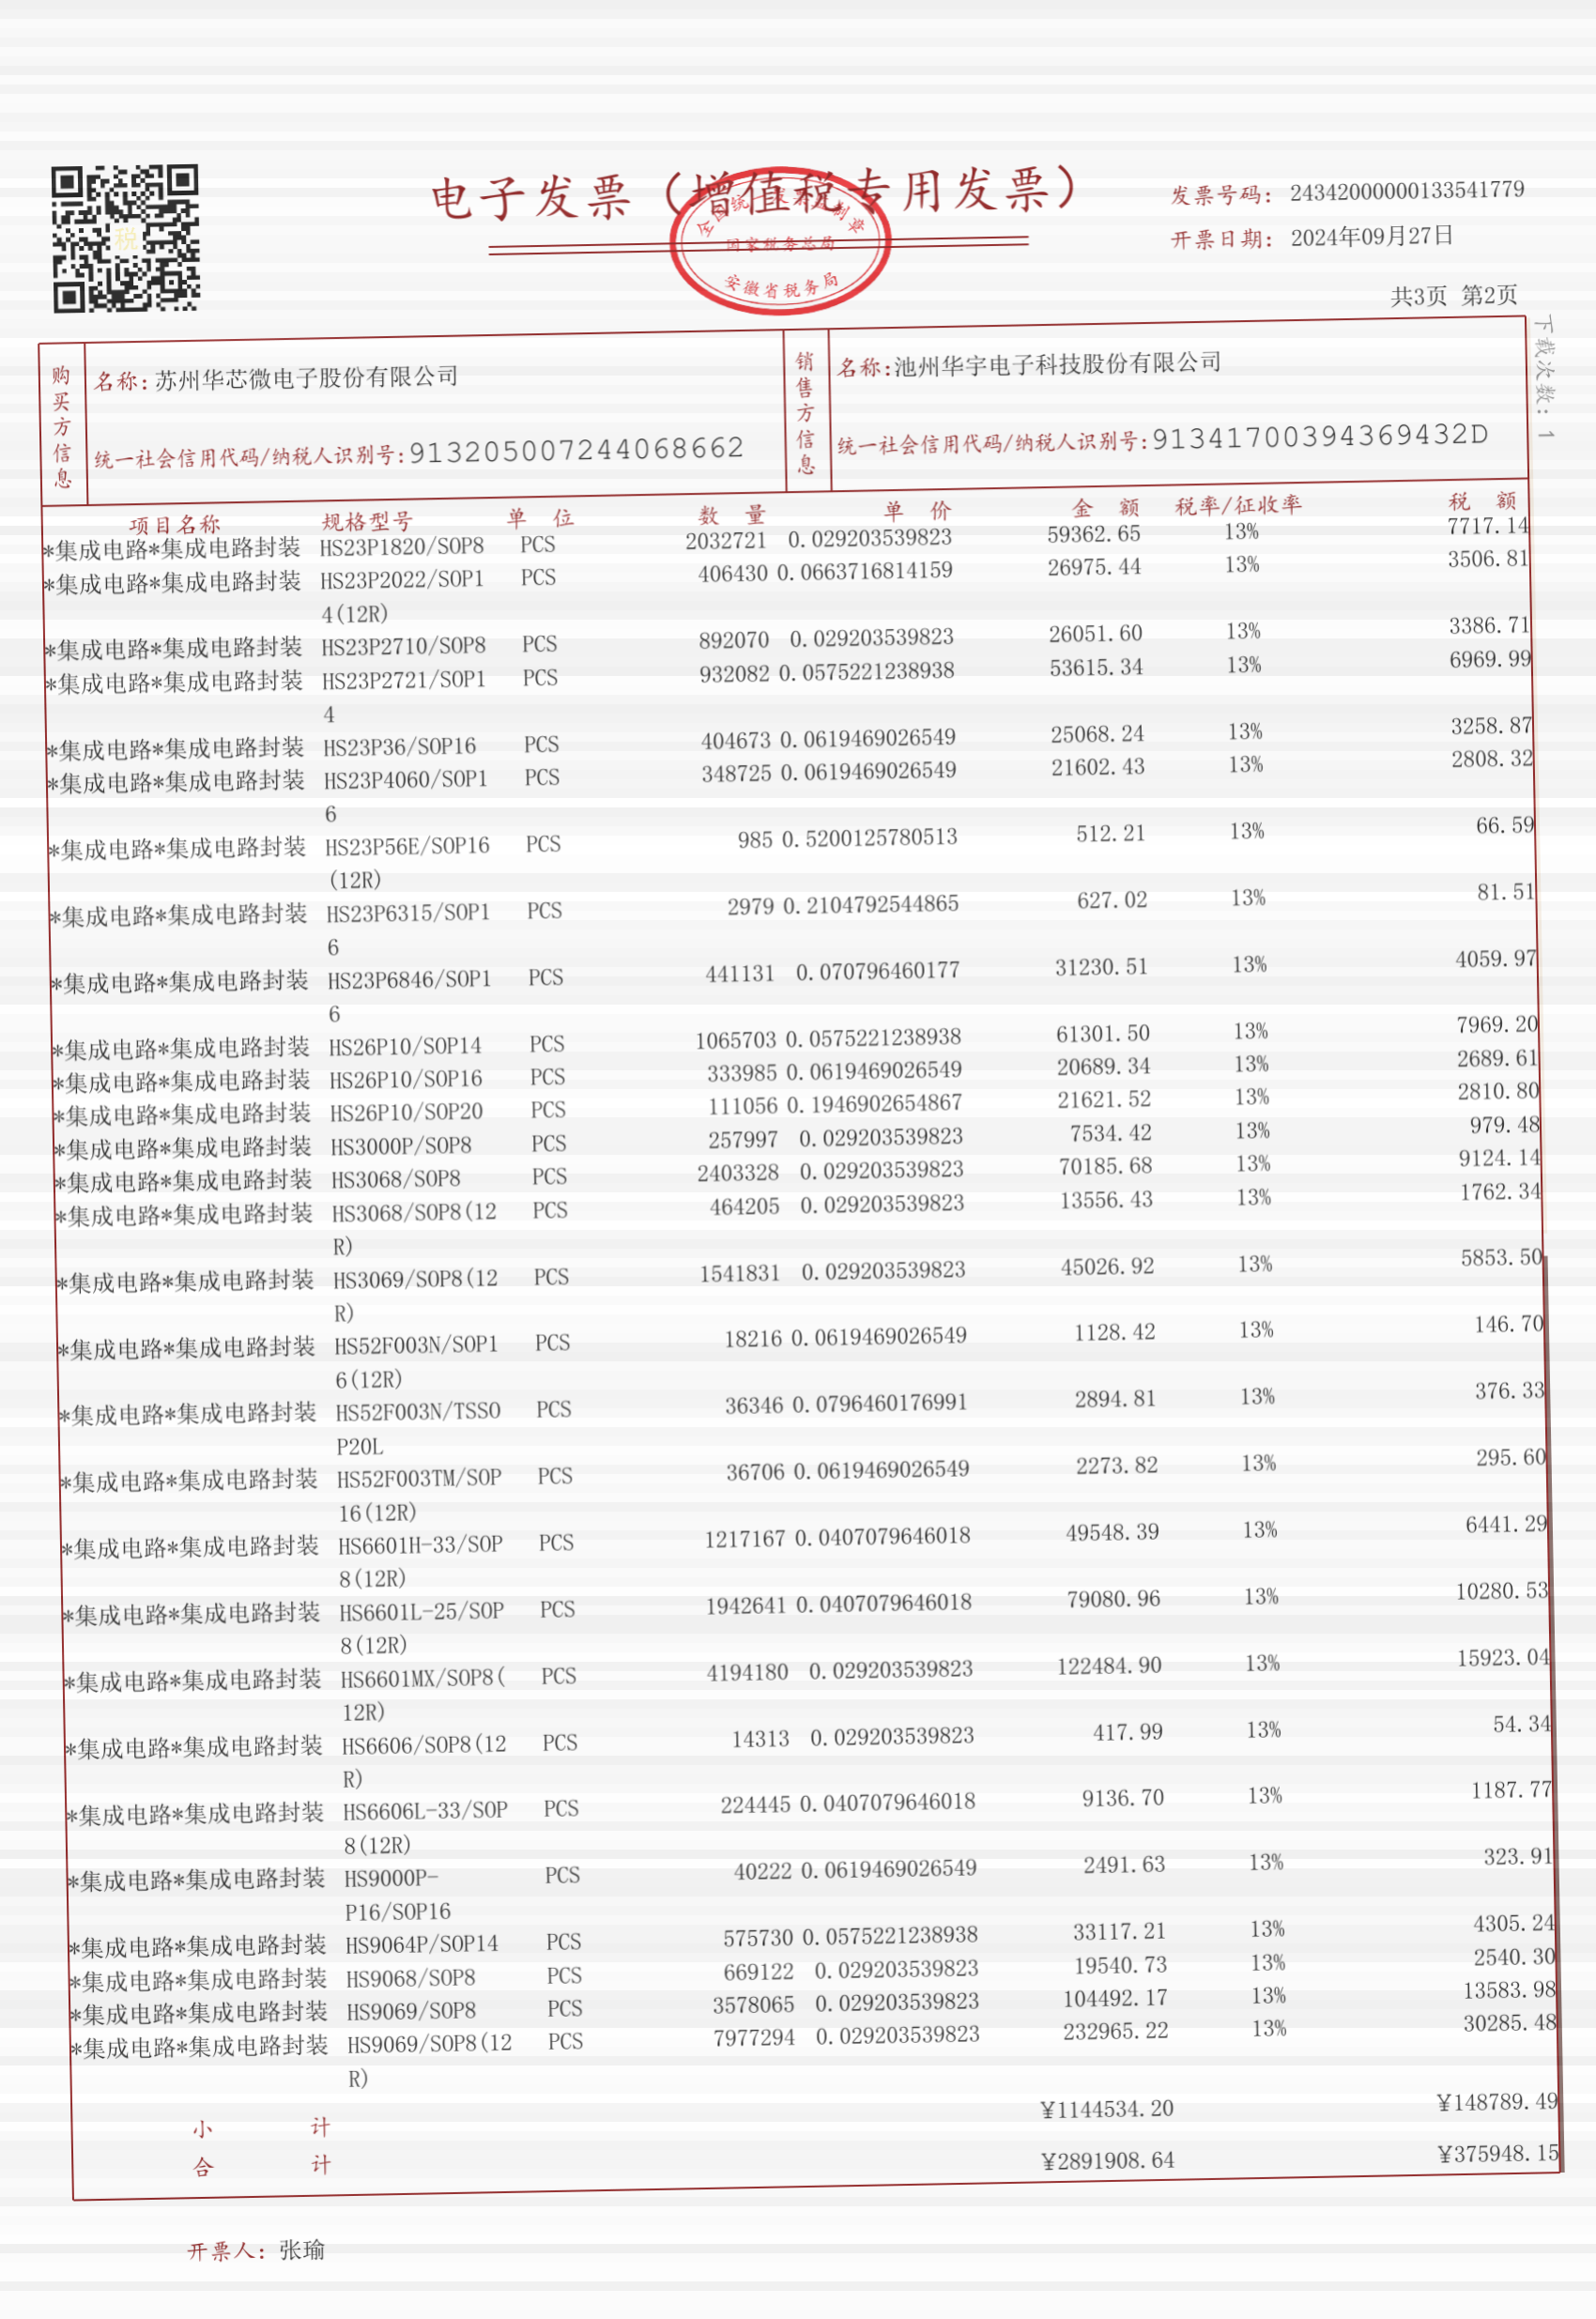 电子发票（增值税专用发票）
全国统一发票监制章
国家税务总局
安徽省税务局
税
发票号码： 24342000000133541779
开票日期： 2024年09月27日
共3页 第2页
下载次数：1
购买方信息
名称：苏州华芯微电子股份有限公司
统一社会信用代码/纳税人识别号：913205007244068662
销售方信息
名称：池州华宇电子科技股份有限公司
统一社会信用代码/纳税人识别号：91341700394369432D
项目名称 规格型号 单 位 数 量 单 价 金 额 税率/征收率 税 额
*集成电路*集成电路封装 HS23P1820/SOP8 PCS 2032721 0.029203539823 59362.65 13% 7717.14
*集成电路*集成电路封装 HS23P2022/SOP1 PCS 406430 0.0663716814159 26975.44 13% 3506.81
4(12R)
*集成电路*集成电路封装 HS23P2710/SOP8 PCS 892070 0.029203539823 26051.60 13% 3386.71
*集成电路*集成电路封装 HS23P2721/SOP1 PCS 932082 0.0575221238938 53615.34 13% 6969.99
4
*集成电路*集成电路封装 HS23P36/SOP16 PCS 404673 0.0619469026549 25068.24 13% 3258.87
*集成电路*集成电路封装 HS23P4060/SOP1 PCS 348725 0.0619469026549 21602.43 13% 2808.32
6
*集成电路*集成电路封装 HS23P56E/SOP16 PCS 985 0.5200125780513 512.21 13% 66.59
(12R)
*集成电路*集成电路封装 HS23P6315/SOP1 PCS 2979 0.2104792544865 627.02 13% 81.51
6
*集成电路*集成电路封装 HS23P6846/SOP1 PCS 441131 0.070796460177 31230.51 13% 4059.97
6
*集成电路*集成电路封装 HS26P10/SOP14 PCS 1065703 0.0575221238938 61301.50 13% 7969.20
*集成电路*集成电路封装 HS26P10/SOP16 PCS 333985 0.0619469026549 20689.34 13% 2689.61
*集成电路*集成电路封装 HS26P10/SOP20 PCS 111056 0.1946902654867 21621.52 13% 2810.80
*集成电路*集成电路封装 HS3000P/SOP8 PCS 257997 0.029203539823 7534.42 13% 979.48
*集成电路*集成电路封装 HS3068/SOP8 PCS 2403328 0.029203539823 70185.68 13% 9124.14
*集成电路*集成电路封装 HS3068/SOP8(12 PCS 464205 0.029203539823 13556.43 13% 1762.34
R)
*集成电路*集成电路封装 HS3069/SOP8(12 PCS 1541831 0.029203539823 45026.92 13% 5853.50
R)
*集成电路*集成电路封装 HS52F003N/SOP1 PCS 18216 0.0619469026549 1128.42 13% 146.70
6(12R)
*集成电路*集成电路封装 HS52F003N/TSSO PCS 36346 0.0796460176991 2894.81 13% 376.33
P20L
*集成电路*集成电路封装 HS52F003TM/SOP PCS 36706 0.0619469026549 2273.82 13% 295.60
16(12R)
*集成电路*集成电路封装 HS6601H-33/SOP PCS 1217167 0.0407079646018 49548.39 13% 6441.29
8(12R)
*集成电路*集成电路封装 HS6601L-25/SOP PCS 1942641 0.0407079646018 79080.96 13% 10280.53
8(12R)
*集成电路*集成电路封装 HS6601MX/SOP8( PCS 4194180 0.029203539823 122484.90 13% 15923.04
12R)
*集成电路*集成电路封装 HS6606/SOP8(12 PCS 14313 0.029203539823 417.99 13% 54.34
R)
*集成电路*集成电路封装 HS6606L-33/SOP PCS 224445 0.0407079646018 9136.70 13% 1187.77
8(12R)
*集成电路*集成电路封装 HS9000P- PCS 40222 0.0619469026549 2491.63 13% 323.91
P16/SOP16
*集成电路*集成电路封装 HS9064P/SOP14 PCS 575730 0.0575221238938 33117.21 13% 4305.24
*集成电路*集成电路封装 HS9068/SOP8 PCS 669122 0.029203539823 19540.73 13% 2540.30
*集成电路*集成电路封装 HS9069/SOP8 PCS 3578065 0.029203539823 104492.17 13% 13583.98
*集成电路*集成电路封装 HS9069/SOP8(12 PCS 7977294 0.029203539823 232965.22 13% 30285.48
R)
小 计 ¥1144534.20 ¥148789.49
合 计 ¥2891908.64 ¥375948.15
开票人：张瑜